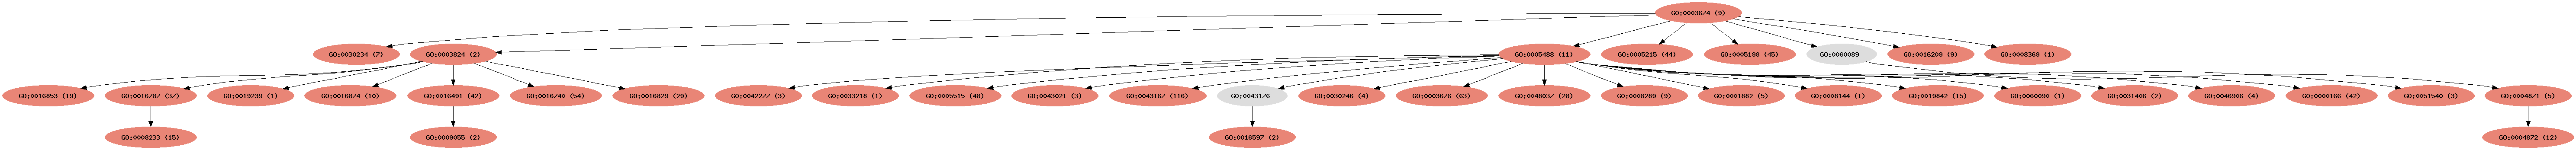 GO:0003674 (9)
GO:0030234 (7)
GO:0003824 (2)
GO:0005488 (11)
GO:0005215 (44)
GO:0005198 (45)
GO:0060089
GO:0016209 (9)
GO:0008369 (1)
GO:0016853 (19)
GO:0016787 (37)
GO:0019239 (1)
GO:0016874 (10)
GO:0016491 (42)
GO:0016740 (54)
GO:0016829 (29)
GO:0042277 (3)
GO:0033218 (1)
GO:0005515 (48)
GO:0043021 (3)
GO:0043167 (116)
GO:0043176
GO:0030246 (4)
GO:0003676 (63)
GO:0048037 (28)
GO:0008289 (9)
GO:0001882 (5)
GO:0008144 (1)
GO:0019842 (15)
GO:0060090 (1)
GO:0031406 (2)
GO:0046906 (4)
GO:0000166 (42)
GO:0051540 (3)
GO:0004871 (5)
GO:0008233 (15)
GO:0009055 (2)
GO:0016597 (2)
GO:0004872 (12)